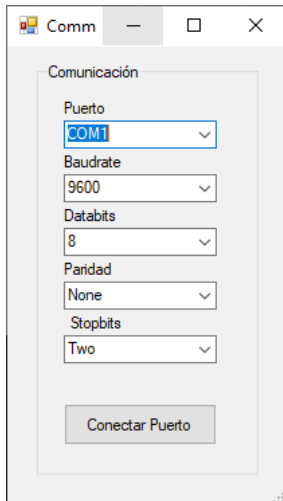 Comm
Comunicación
Puerto
COM1
Baudrate
9600
Databits
8
Paridad
None
Stopbits
Two
Conectar Puerto